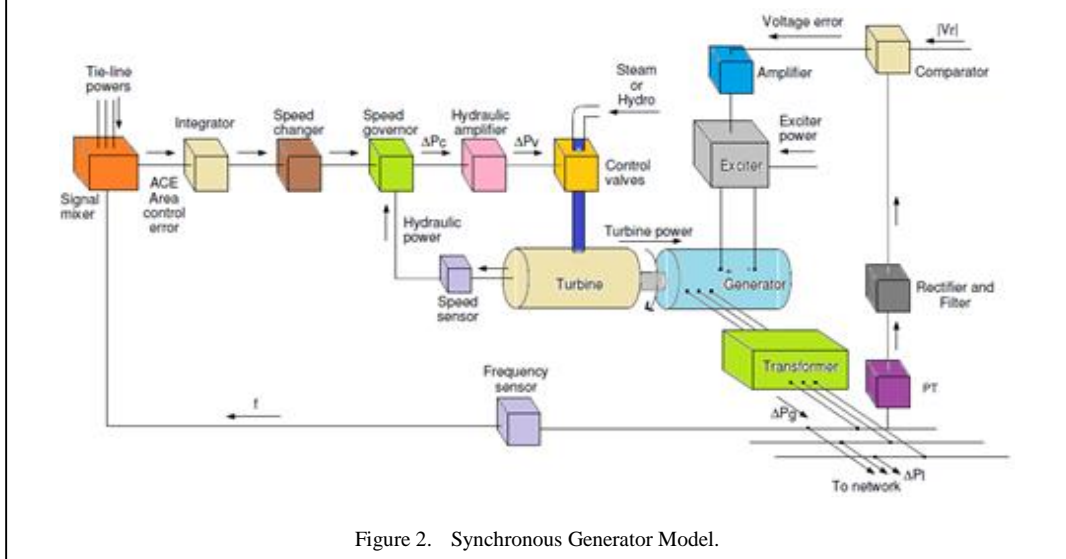 Voltage error
|Vr|
Amplifier
Comparator
Tie-line
powers
Steam
or
Hydro
Integrator
Speed
changer
Speed
governor
Hydraulic
amplifier
ΔPc
ΔPv
Exciter
power
Exciter
Control
valves
Signal
mixer
ACE
Area
control
error
Hydraulic
power
Turbine power
Turbine
Generator
Speed
sensor
Rectifier and
Filter
Transformer
PT
Frequency
sensor
f
ΔPg
ΔPl
To network
Figure 2. Synchronous Generator Model.